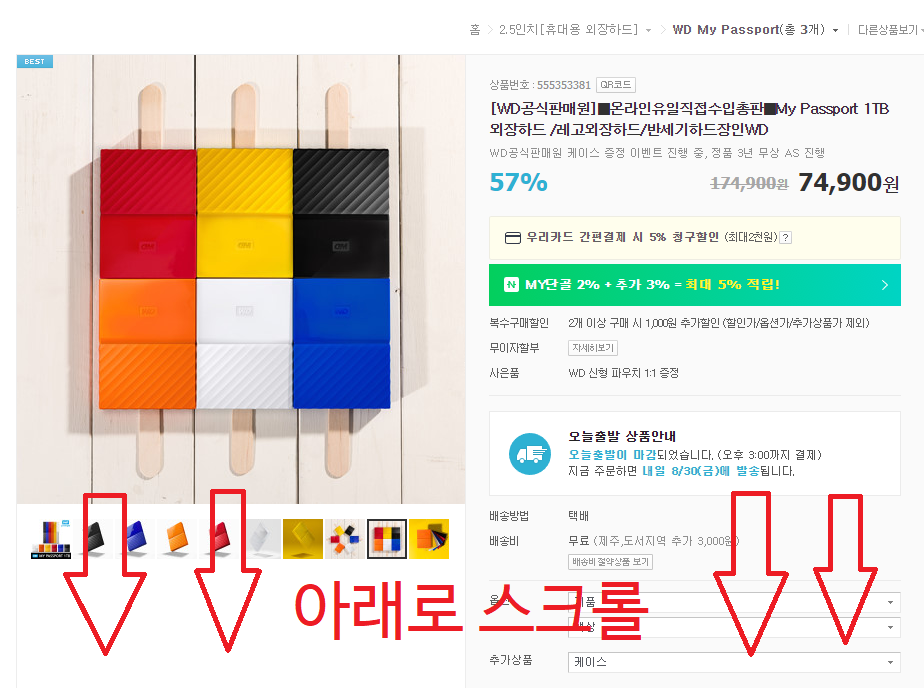 홈 > 2.5인치[휴대용 외장하드] > WD My Passport(총 3개) 다른상품보기
BEST
상품번호 : 555353381 QR코드
[WD공식판매원]■온라인유일직접수입총판■My Passport 1TB
외장하드 /레고외장하드/반세기하드장인WD
WD공식판매원 케이스 증정 이벤트 진행 중, 정품 3년 무상 AS 진행
57% 174,900원 74,900원
우리카드 간편결제 시 5% 청구할인 (최대2천원) ?
N MY단골 2% + 추가 3% = 최대 5% 적립!
복수구매할인 2개 이상 구매 시 1,000원 추가할인 (할인가/옵션가/추가상품가 제외)
무이자할부 자세히보기
사은품 WD 신형 파우치 1:1 증정
오늘출발 상품안내
오늘출발이 마감되었습니다. (오후 3:00까지 결제)
지금 주문하면 내일 8/30(금)에 발송됩니다.
배송방법 택배
배송비 무료 (제주,도서지역 추가 3,000원)
배송비 절약상품 보기
아래로 스크롤
추가상품 케이스